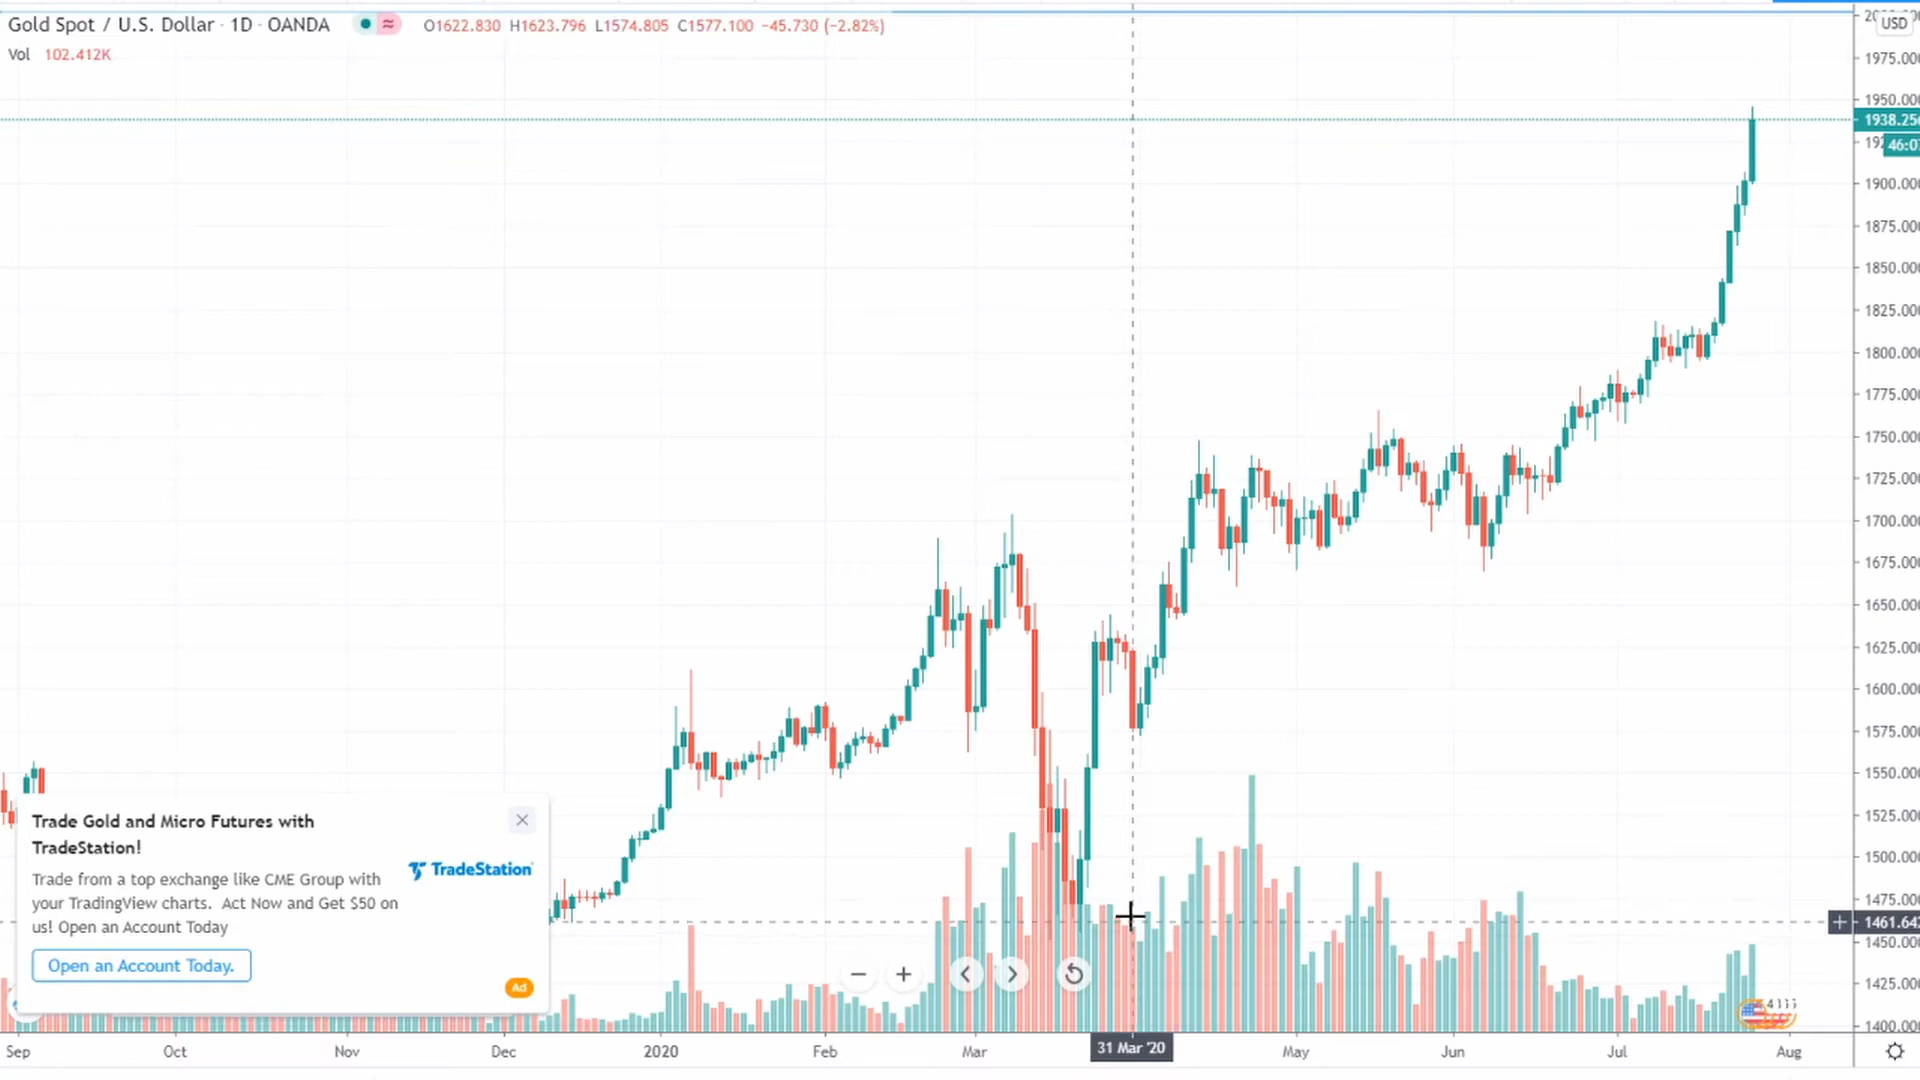 Gold Spot / U.S. Dollar · 1D · OANDA O1622.830 H1623.796 L1574.805 C1577.100 −45.730 (−2.82%)
Vol 102.412K
USD
1975.000
1950.000
1938.256
46:0
1900.000
1875.000
1850.000
1825.000
1800.000
1775.000
1750.000
1725.000
1700.000
1675.000
1650.000
1625.000
1600.000
1575.000
1550.000
1525.000
1500.000
1475.000
1461.642
1450.000
1425.000
1400.000
Trade Gold and Micro Futures with
TradeStation!
TradeStation
Trade from a top exchange like CME Group with
your TradingView charts. Act Now and Get $50 on
us! Open an Account Today
Open an Account Today.
Ad
Sep Oct Nov Dec 2020 Feb Mar 31 Mar '20 May Jun Jul Aug